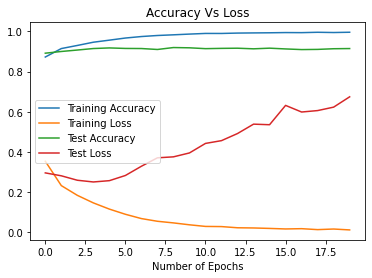 Accuracy Vs Loss
1.0
0.8
0.6
0.4
0.2
0.0
Training Accuracy
Training Loss
Test Accuracy
Test Loss
0.0 2.5 5.0 7.5 10.0 12.5 15.0 17.5
Number of Epochs